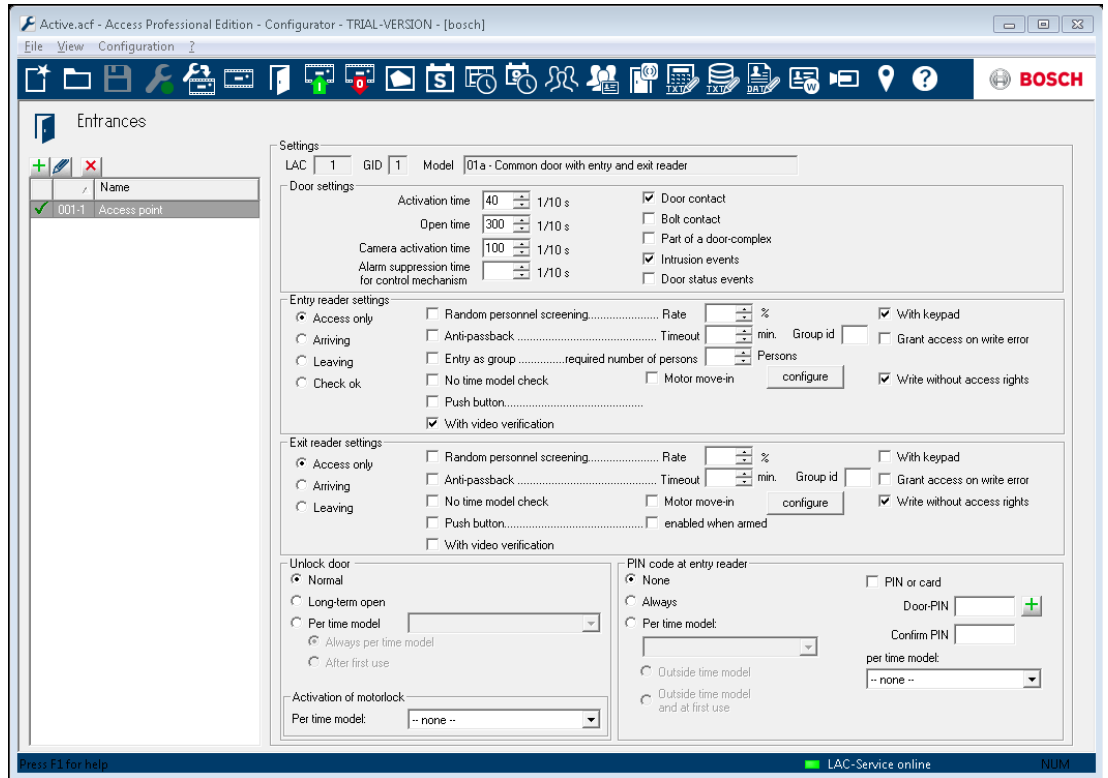 Active.acf - Access Professional Edition - Configurator - TRIAL-VERSION - [bosch]
File View Configuration ?
S TXT TXT DAT W ? BOSCH
Entrances
Settings
LAC 1 GID 1 Model 01a - Common door with entry and exit reader
Name
001-1 Access point
Door settings
Activation time 40 1/10 s Door contact
Bolt contact
Open time 300 1/10 s
Part of a door-complex
Camera activation time 100 1/10 s
Intrusion events
Alarm suppression time
for control mechanism 1/10 s
Door status events
Entry reader settings
Access only Random personnel screening....................... Rate % With keypad
Arriving Anti-passback ................................... Timeout min. Group id Grant access on write error
Leaving Entry as group ..............required number of persons Persons
Check ok No time model check Motor move-in configure Write without access rights
Push button...........................................
With video verification
Exit reader settings
Access only Random personnel screening....................... Rate % With keypad
Arriving Anti-passback ................................... Timeout min. Group id Grant access on write error
Leaving No time model check Motor move-in configure Write without access rights
Push button........................................... enabled when armed
With video verification
Unlock door
Normal
Long-term open
Per time model
Always per time model
After first use
Activation of motorlock
Per time model: -- none --
PIN code at entry reader
None PIN or card
Always Door-PIN
Per time model: Confirm PIN
per time model:
Outside time model -- none --
Outside time model
and at first use
Press F1 for help LAC-Service online NUM